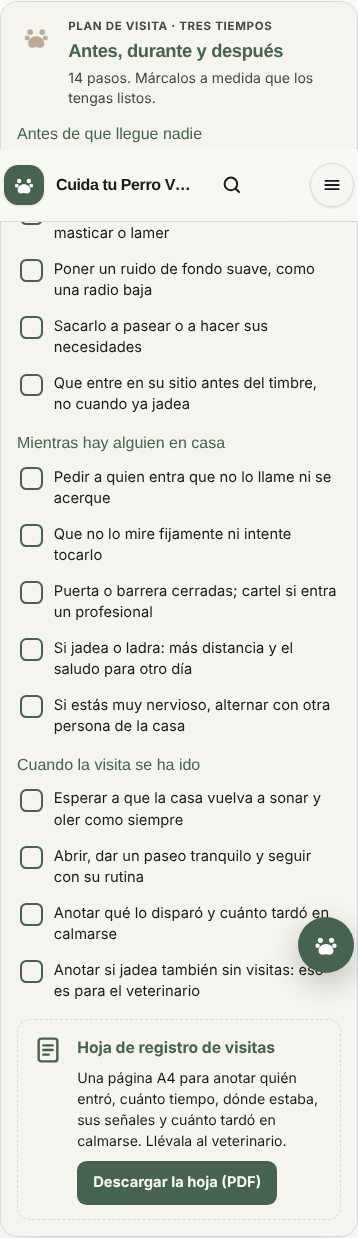 PLAN DE VISITA · TRES TIEMPOS
Antes, durante y después
14 pasos. Márcalos a medida que los
tengas listos.
Antes de que llegue nadie
Cuida tu Perro V…
masticar o lamer
Poner un ruido de fondo suave, como
una radio baja
Sacarlo a pasear o a hacer sus
necesidades
Que entre en su sitio antes del timbre,
no cuando ya jadea
Mientras hay alguien en casa
Pedir a quien entra que no lo llame ni se
acerque
Que no lo mire fijamente ni intente
tocarlo
Puerta o barrera cerradas; cartel si entra
un profesional
Si jadea o ladra: más distancia y el
saludo para otro día
Si estás muy nervioso, alternar con otra
persona de la casa
Cuando la visita se ha ido
Esperar a que la casa vuelva a sonar y
oler como siempre
Abrir, dar un paseo tranquilo y seguir
con su rutina
Anotar qué lo disparó y cuánto tardó en
calmarse
Anotar si jadea también sin visitas: eso
es para el veterinario
Hoja de registro de visitas
Una página A4 para anotar quién
entró, cuánto tiempo, dónde estaba,
sus señales y cuánto tardó en
calmarse. Llévala al veterinario.
Descargar la hoja (PDF)